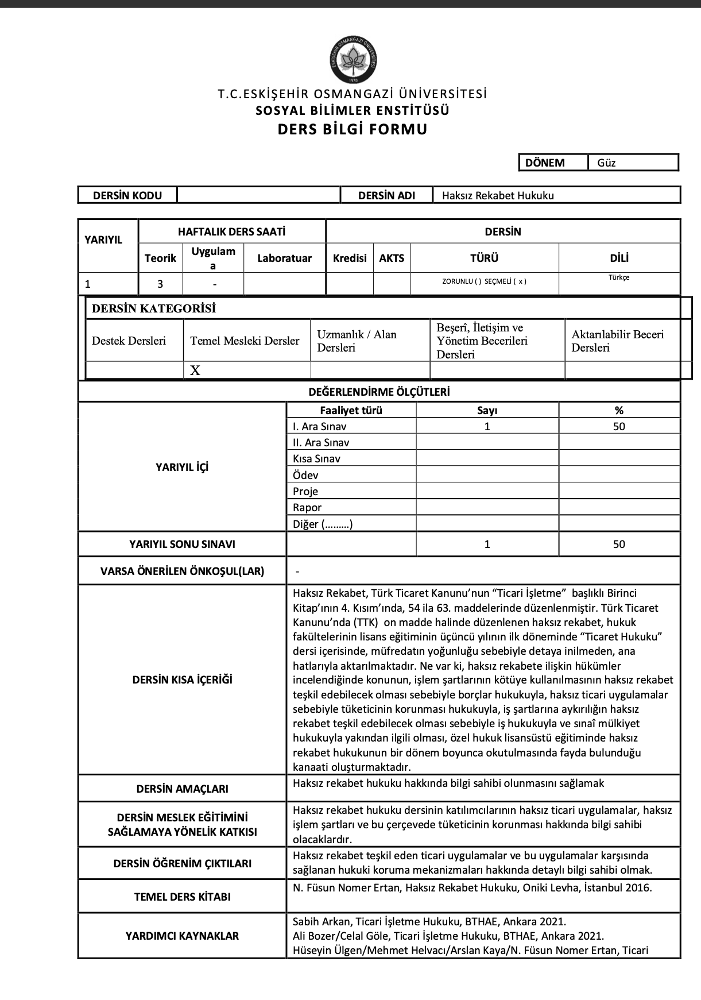 ESKİŞEHİR OSMANGAZİ ÜNİVERSİTESİ
1970
T.C.ESKİŞEHİR OSMANGAZİ ÜNİVERSİTESİ
SOSYAL BİLİMLER ENSTİTÜSÜ
DERS BİLGİ FORMU
DÖNEM Güz
DERSİN KODU DERSİN ADI Haksız Rekabet Hukuku
YARIYIL HAFTALIK DERS SAATİ DERSİN
Teorik Uygulam
a Laboratuar Kredisi AKTS TÜRÜ DİLİ
1 3 - ZORUNLU ( ) SEÇMELİ ( x ) Türkçe
DERSİN KATEGORİSİ
Destek Dersleri
Temel Mesleki Dersler
Uzmanlık / Alan
Dersleri
Beşerî, İletişim ve
Yönetim Becerileri
Dersleri
Aktarılabilir Beceri
Dersleri
X
DEĞERLENDİRME ÖLÇÜTLERİ
YARIYIL İÇİ
Faaliyet türü Sayı %
I. Ara Sınav 1 50
II. Ara Sınav
Kısa Sınav
Ödev
Proje
Rapor
Diğer (.........)
YARIYIL SONU SINAVI 1 50
VARSA ÖNERİLEN ÖNKOŞUL(LAR) -
DERSİN KISA İÇERİĞİ
Haksız Rekabet, Türk Ticaret Kanunu’nun “Ticari İşletme” başlıklı Birinci
Kitap’ının 4. Kısım’ında, 54 ila 63. maddelerinde düzenlenmiştir. Türk Ticaret
Kanunu’nda (TTK) on madde halinde düzenlenen haksız rekabet, hukuk
fakültelerinin lisans eğitiminin üçüncü yılının ilk döneminde “Ticaret Hukuku”
dersi içerisinde, müfredatın yoğunluğu sebebiyle detaya inilmeden, ana
hatlarıyla aktarılmaktadır. Ne var ki, haksız rekabete ilişkin hükümler
incelendiğinde konunun, işlem şartlarının kötüye kullanılmasının haksız rekabet
teşkil edebilecek olması sebebiyle borçlar hukukuyla, haksız ticari uygulamalar
sebebiyle tüketicinin korunması hukukuyla, iş şartlarına aykırılığın haksız
rekabet teşkil edebilecek olması sebebiyle iş hukukuyla ve sınaî mülkiyet
hukukuyla yakından ilgili olması, özel hukuk lisansüstü eğitiminde haksız
rekabet hukukunun bir dönem boyunca okutulmasında fayda bulunduğu
kanaati oluşturmaktadır.
DERSİN AMAÇLARI
Haksız rekabet hukuku hakkında bilgi sahibi olunmasını sağlamak
DERSİN MESLEK EĞİTİMİNİ
SAĞLAMAYA YÖNELİK KATKISI
Haksız rekabet hukuku dersinin katılımcılarının haksız ticari uygulamalar, haksız
işlem şartları ve bu çerçevede tüketicinin korunması hakkında bilgi sahibi
olacaklardır.
DERSİN ÖĞRENİM ÇIKTILARI
Haksız rekabet teşkil eden ticari uygulamalar ve bu uygulamalar karşısında
sağlanan hukuki koruma mekanizmaları hakkında detaylı bilgi sahibi olmak.
TEMEL DERS KİTABI
N. Füsun Nomer Ertan, Haksız Rekabet Hukuku, Oniki Levha, İstanbul 2016.
YARDIMCI KAYNAKLAR
Sabih Arkan, Ticari İşletme Hukuku, BTHAE, Ankara 2021.
Ali Bozer/Celal Göle, Ticari İşletme Hukuku, BTHAE, Ankara 2021.
Hüseyin Ülgen/Mehmet Helvacı/Arslan Kaya/N. Füsun Nomer Ertan, Ticari